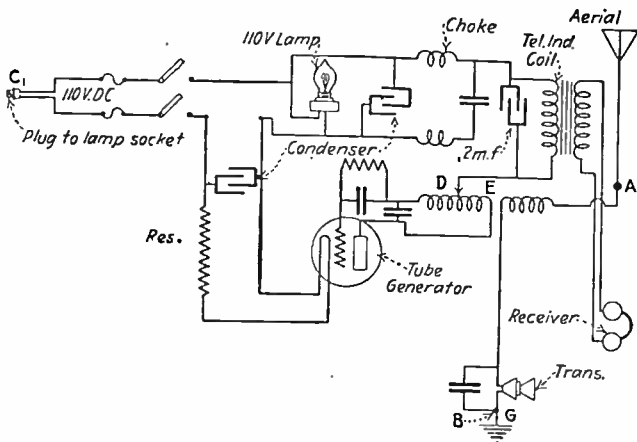 Aerial
Choke
110V Lamp
Tel. Ind.
Coil
C1
110V. DC
Plug to lamp socket
Condenser
.2 m.f
D
E
A
Res.
Tube
Generator
Receiver
Trans.
B
G